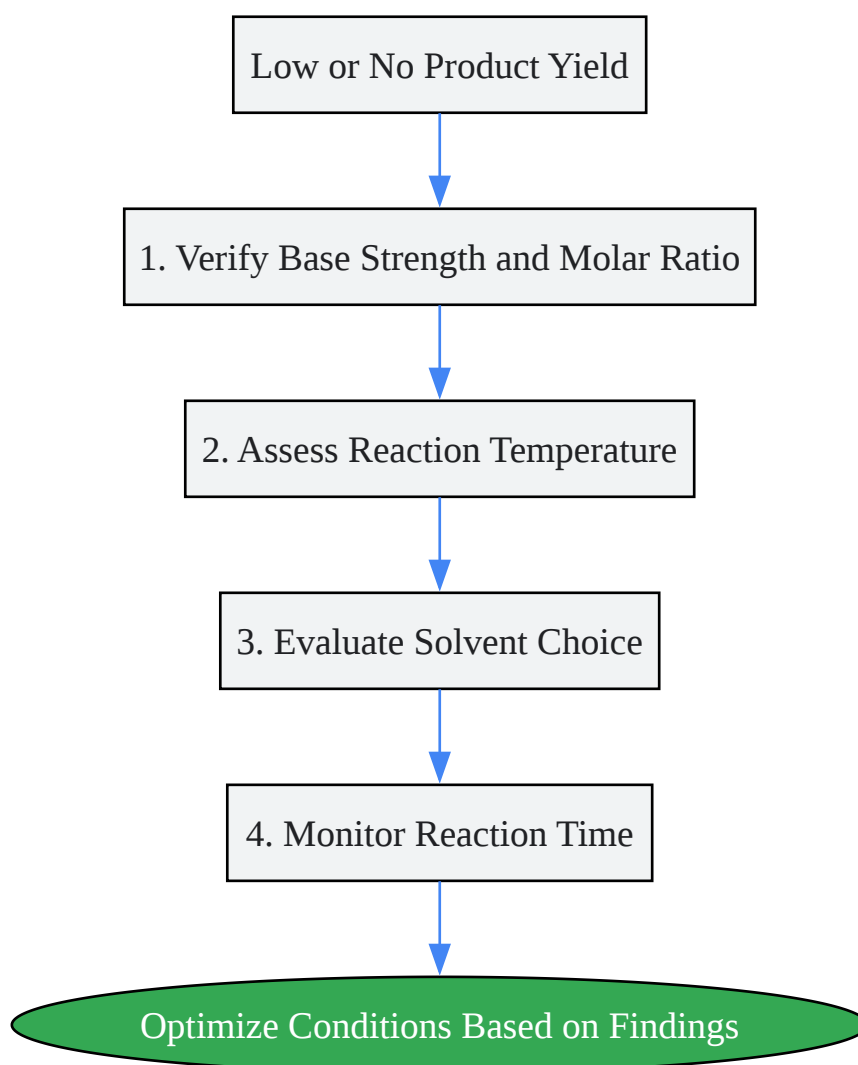 Low or No Product Yield
1. Verify Base Strength and Molar Ratio
2. Assess Reaction Temperature
3. Evaluate Solvent Choice
4. Monitor Reaction Time
Optimize Conditions Based on Findings